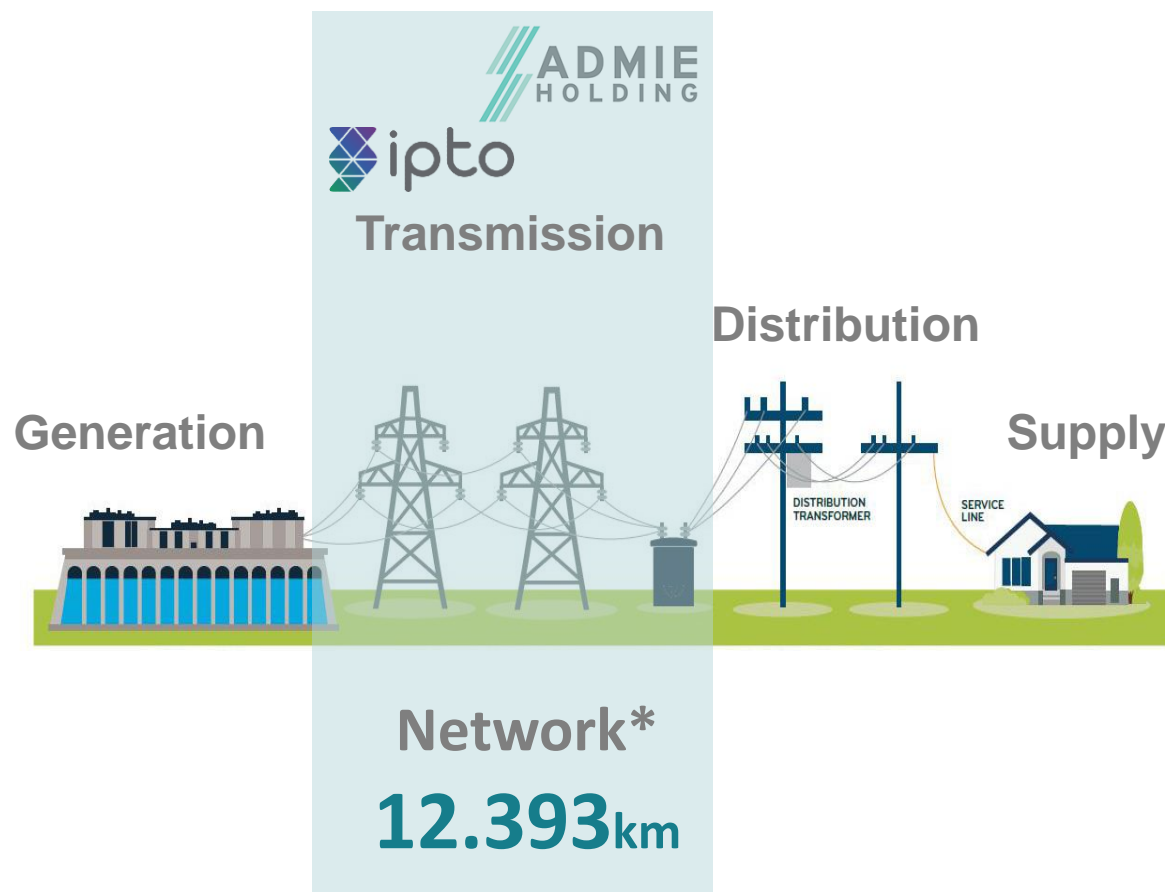 ADMIE
HOLDING
ipto
Transmission
Distribution
Generation
Supply
DISTRIBUTION
TRANSFORMER
SERVICE
LINE
Network*
12.393km